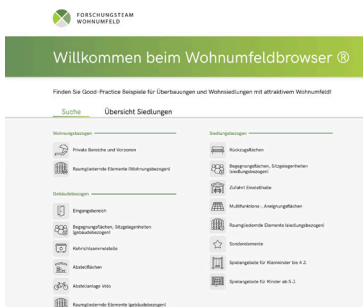 FORSCHUNGSTEAM
WOHNUMFELD
Willkommen beim Wohnumfeldbrowser ®
Finden Sie Good-Practice Beispiele für Überbauungen und Wohnsiedlungen mit attraktivem Wohnumfeld!
Suche
Übersicht Siedlungen
Wohnungsbezogen
Private Bereiche und Vorzonen
Raumgliedernde Elemente (Wohnungsbezogen)
Gebäudebezogen
Eingangsbereich
Begegnungsflächen, Sitzgelegenheiten
(gebäudebezogen)
Kehrichtsammelstelle
Abstellflächen
Abstellanlage Velo
Raumgliedernde Elemente (gebäudebezogen)
Siedlungsbezogen
Rückzugsflächen
Begegnungsflächen, Sitzgelegenheiten
(siedlungsbezogen)
Zufahrt Einstellhalle
Multifunktions-, Aneignungsflächen
Raumgliedernde Elemente (siedlungsbezogen)
Sonderelemente
Spielangebote für Kleinkinder bis 4 J.
Spielangebote für Kinder ab 5 J.